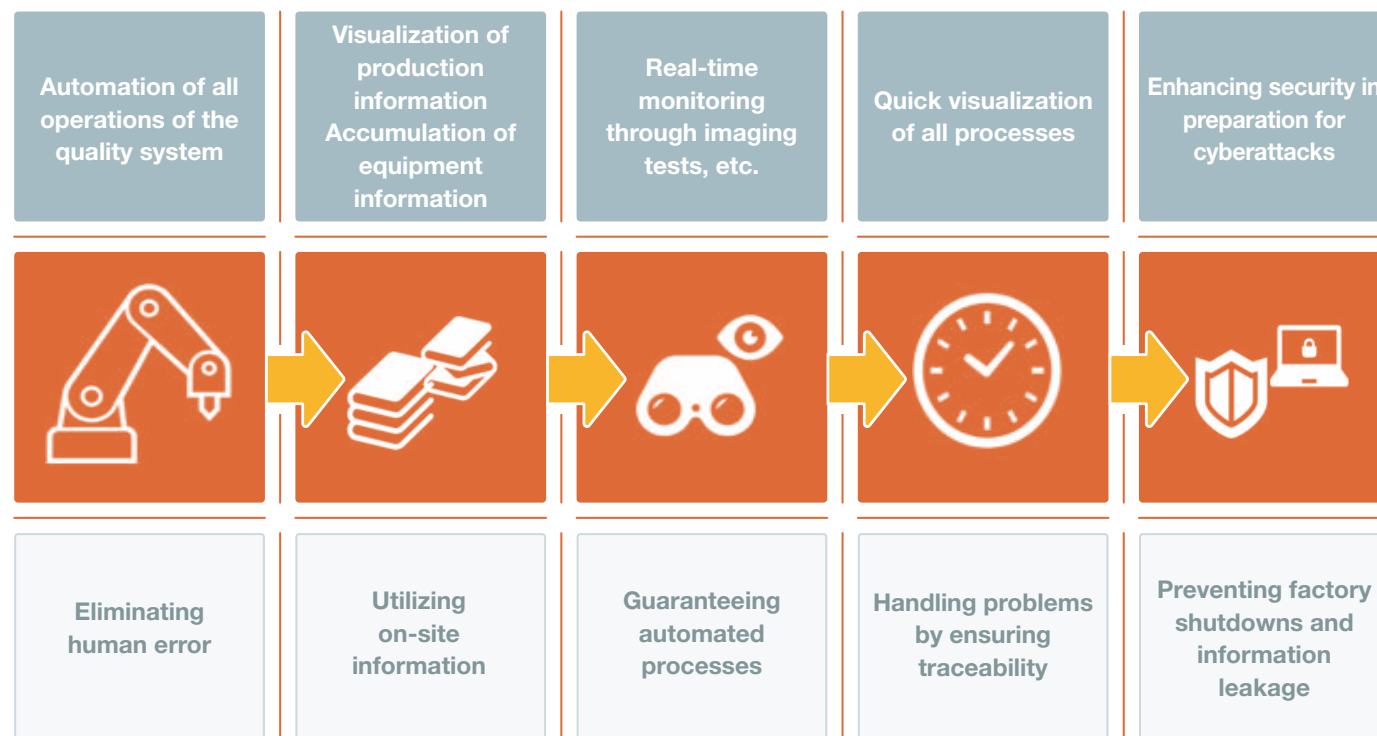 Automation of all
operations of the
quality system
Visualization of
production
information
Accumulation of
equipment
information
Real-time
monitoring
through imaging
tests, etc.
Quick visualization
of all processes
Enhancing security in
preparation for
cyberattacks
Eliminating
human error
Utilizing
on-site
information
Guaranteeing
automated
processes
Handling problems
by ensuring
traceability
Preventing factory
shutdowns and
information
leakage